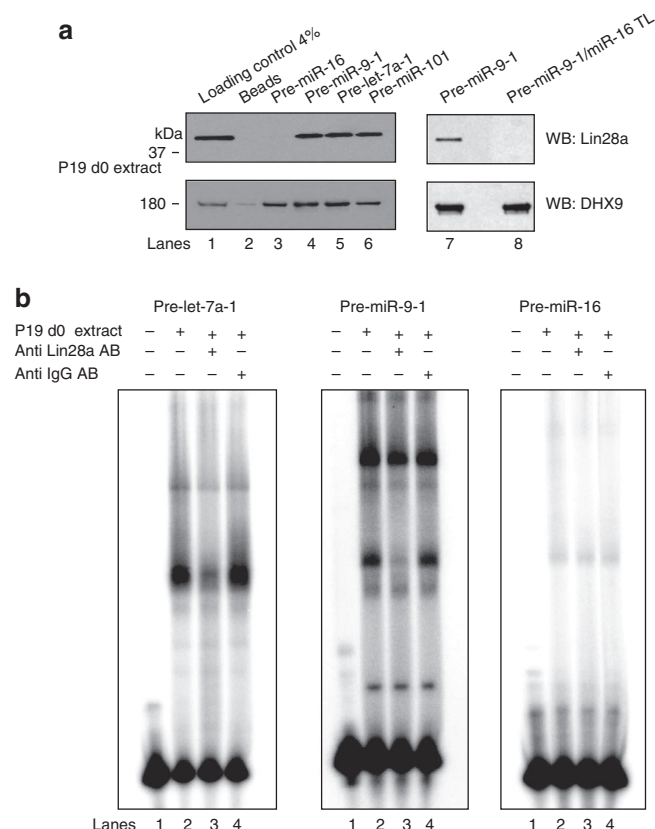 a
Loading control 4%
Beads
Pre-miR-16
Pre-miR-9-1
Pre-let-7a-1
Pre-miR-101
Pre-miR-9-1
Pre-miR-9-1/miR-16 TL
kDa
37 –
WB: Lin28a
P19 d0 extract
180 –
WB: DHX9
Lanes 1 2 3 4 5 6 7 8
b
Pre-let-7a-1 Pre-miR-9-1 Pre-miR-16
P19 d0 extract – + + + – + + + – + + +
Anti Lin28a AB – – + – – – + – – – + –
Anti IgG AB – – – + – – – + – – – +
Lanes 1 2 3 4 1 2 3 4 1 2 3 4